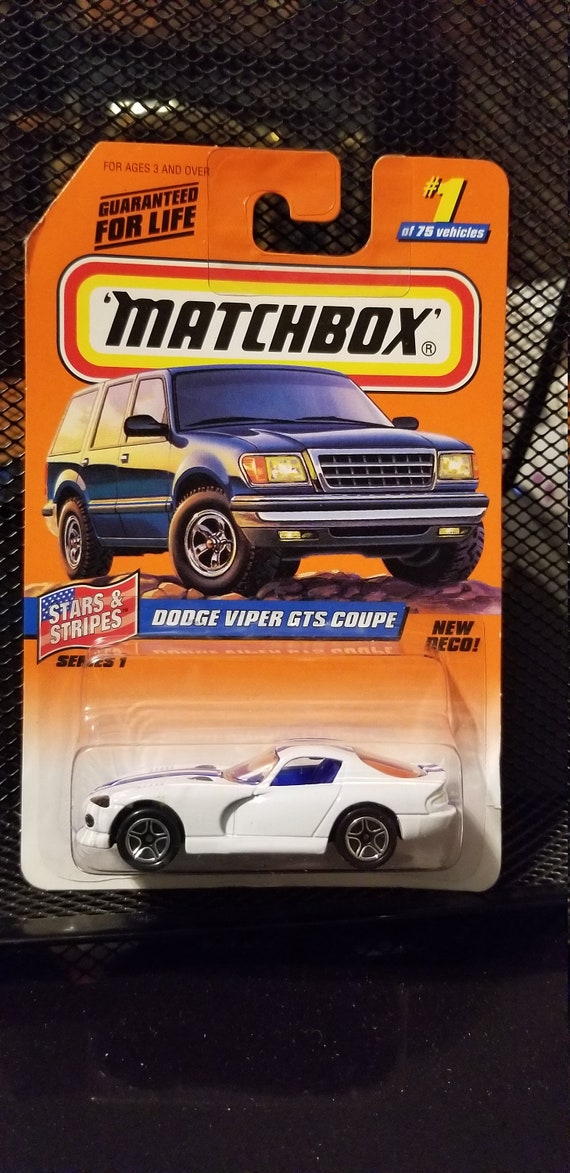 FOR AGES 3 AND OVER
GUARANTEED
FOR LIFE
#1
of 75 vehicles
'MATCHBOX'®
STARS &
STRIPES™
DODGE VIPER GTS COUPE
SERIES 1
NEW
DECO!